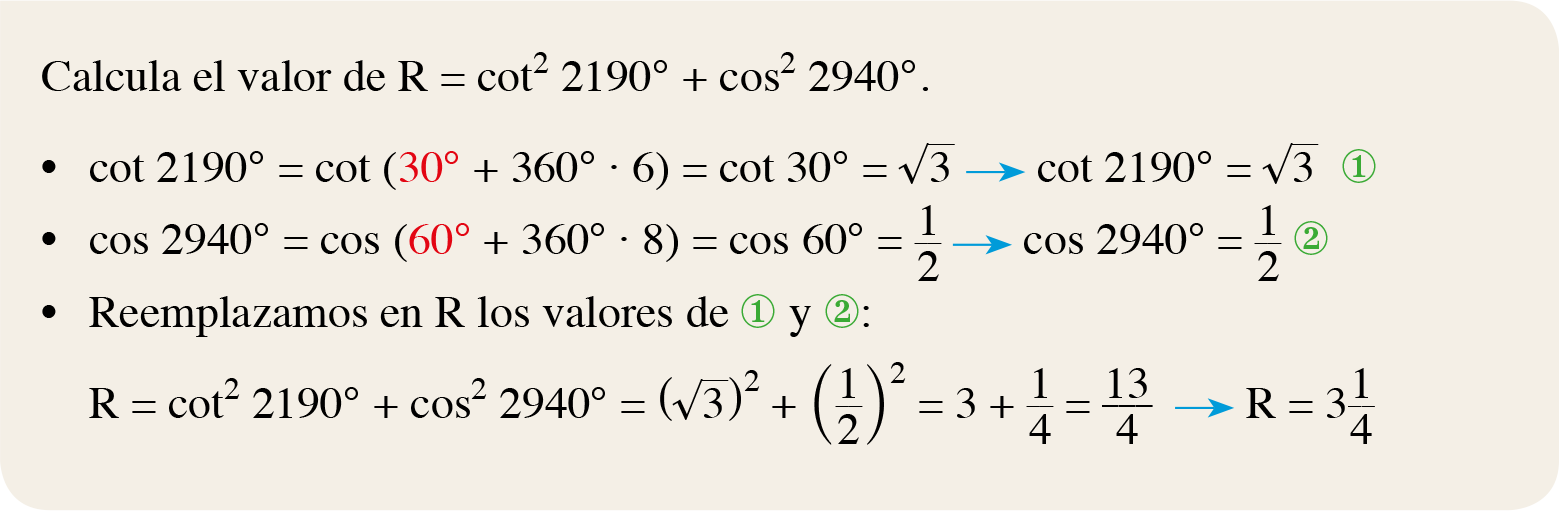 Calcula el valor de R = cot² 2190° + cos² 2940°.
• cot 2190° = cot (30° + 360° · 6) = cot 30° = √3 → cot 2190° = √3 ①
• cos 2940° = cos (60° + 360° · 8) = cos 60° = 1/2 → cos 2940° = 1/2 ②
• Reemplazamos en R los valores de ① y ②:
R = cot² 2190° + cos² 2940° = (√3)² + (1/2)² = 3 + 1/4 = 13/4 → R = 3 1/4